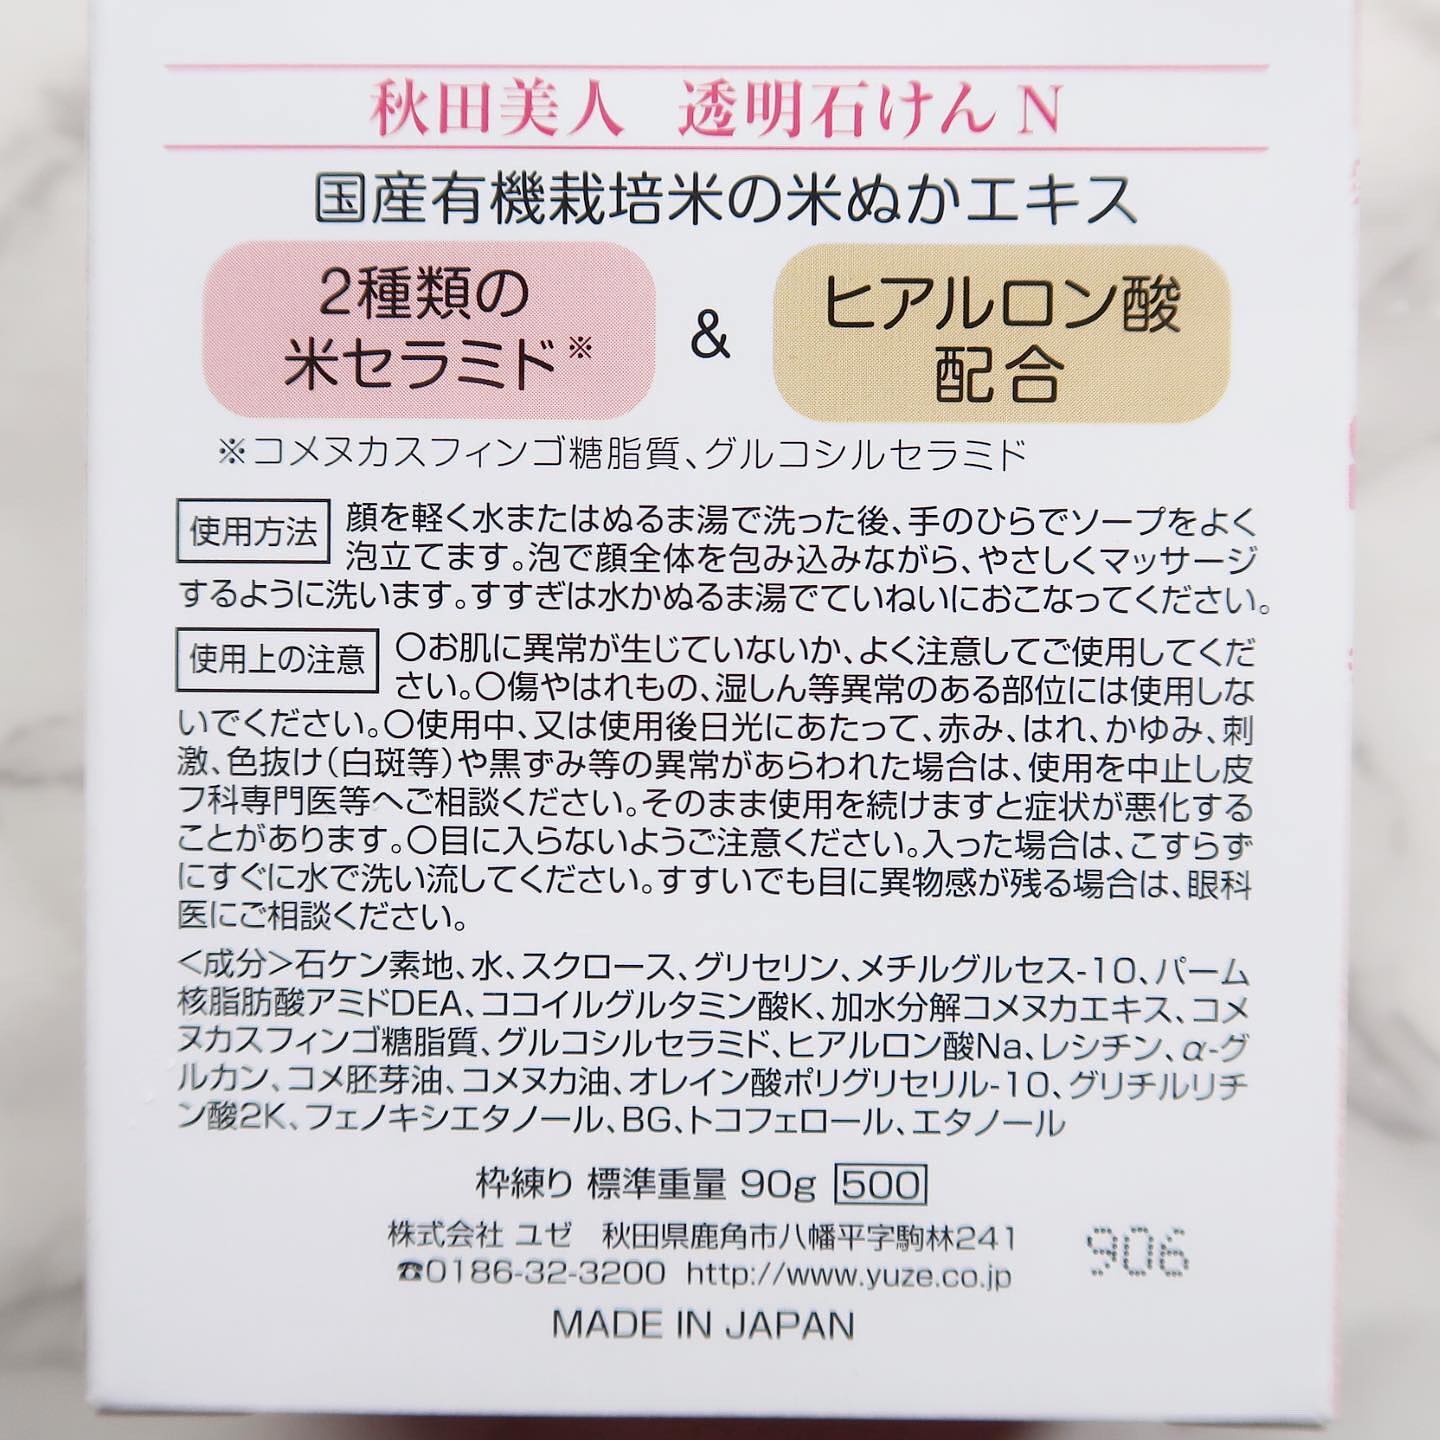 秋田美人 透明石けん N
国産有機栽培米の米ぬかエキス
2種類の
米セラミド※
&
ヒアルロン酸
配合
※コメヌカスフィンゴ糖脂質、グルコシルセラミド
使用方法 顔を軽く水またはぬるま湯で洗った後、手のひらでソープをよく
泡立てます。泡で顔全体を包み込みながら、やさしくマッサージ
するように洗います。すすぎは水かぬるま湯でていねいにおこなってください。
使用上の注意 〇お肌に異常が生じていないか、よく注意してご使用してくだ
さい。〇傷やはれもの、湿しん等異常のある部位には使用しな
いでください。〇使用中、又は使用後日光にあたって、赤み、はれ、かゆみ、刺
激、色抜け(白斑等)や黒ずみ等の異常があらわれた場合は、使用を中止し皮
フ科専門医等へご相談ください。そのまま使用を続けますと症状が悪化する
ことがあります。〇目に入らないようご注意ください。入った場合は、こすらず
にすぐに水で洗い流してください。すすいでも目に異物感が残る場合は、眼科
医にご相談ください。
<成分>石ケン素地、水、スクロース、グリセリン、メチルグルセス-10、パーム
核脂肪酸アミドDEA、ココイルグルタミン酸K、加水分解コメヌカエキス、コメ
ヌカスフィンゴ糖脂質、グルコシルセラミド、ヒアルロン酸Na、レシチン、α-グ
ルカン、コメ胚芽油、コメヌカ油、オレイン酸ポリグリセリル-10、グリチルリチ
ン酸2K、フェノキシエタノール、BG、トコフェロール、エタノール
枠練り 標準重量 90g 500
株式会社 ユゼ 秋田県鹿角市八幡平字駒林241
☎0186-32-3200 http://www.yuze.co.jp
906
MADE IN JAPAN